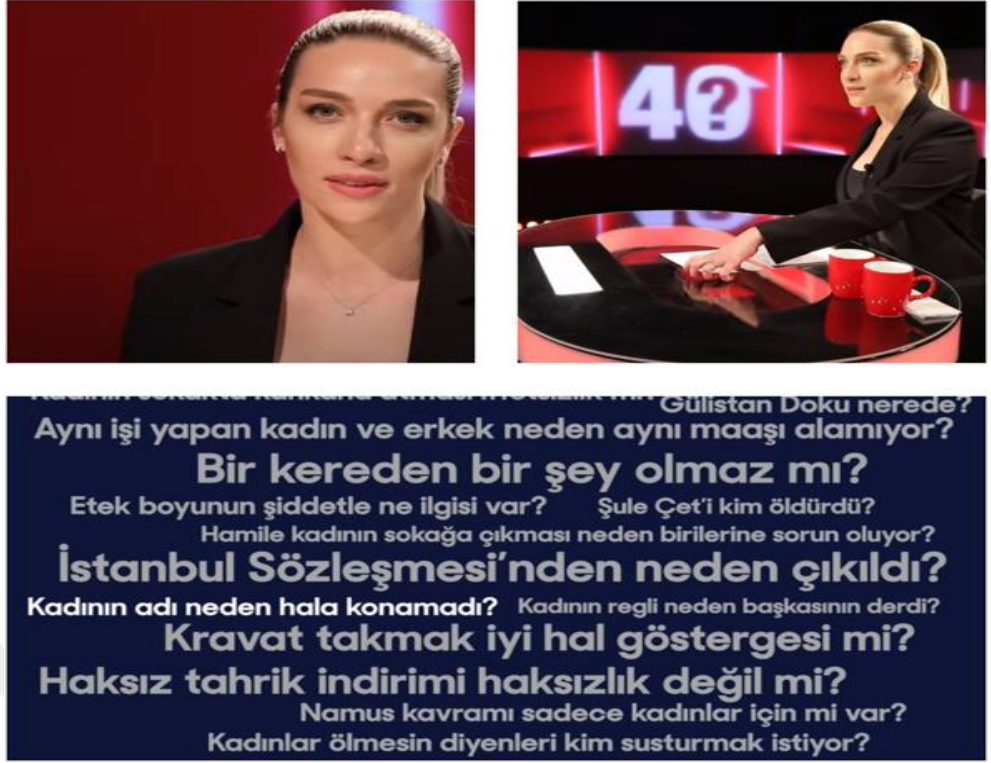 40?
Gülistan Doku nerede?
Aynı işi yapan kadın ve erkek neden aynı maaşı alamıyor?
Bir kereden bir şey olmaz mı?
Etek boyunun şiddetle ne ilgisi var? Şule Çet'i kim öldürdü?
Hamile kadının sokağa çıkması neden birilerine sorun oluyor?
İstanbul Sözleşmesi'nden neden çıkıldı?
Kadının adı neden hala konamadı? Kadının regli neden başkasının derdi?
Kravat takmak iyi hal göstergesi mi?
Haksız tahrik indirimi haksızlık değil mi?
Namus kavramı sadece kadınlar için mi var?
Kadınlar ölmesin diyenleri kim susturmak istiyor?